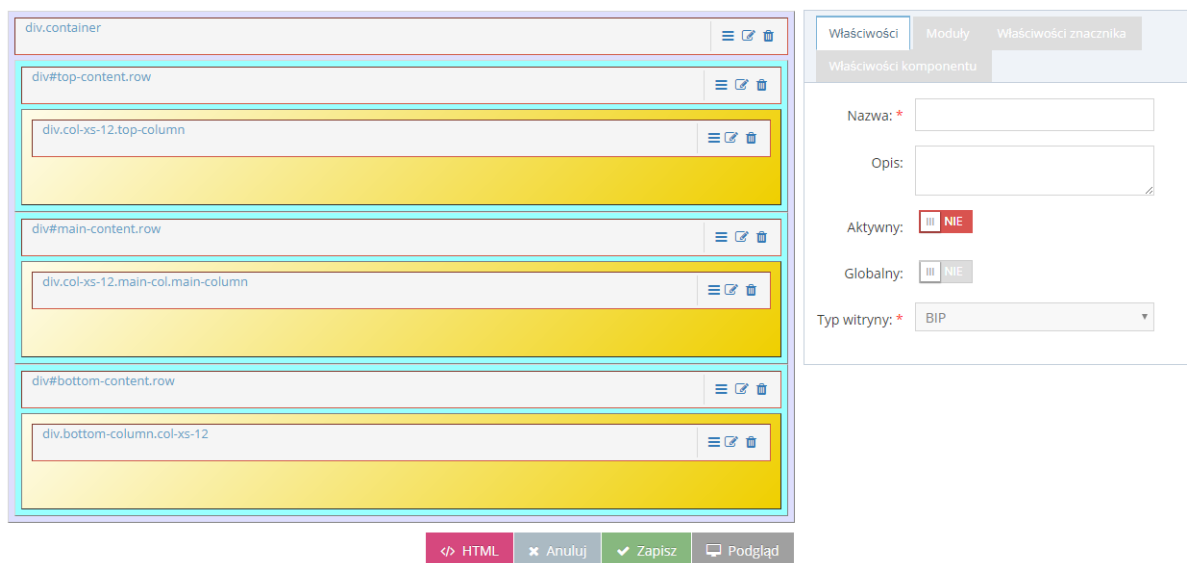 div.container
div#top-content.row
div.col-xs-12.top-column
div#main-content.row
div.col-xs-12.main-col.main-column
div#bottom-content.row
div.bottom-column.col-xs-12
</> HTML
Anuluj
Zapisz
Podgląd
Właściwości
Moduły
Właściwości znacznika
Właściwości komponentu
Nazwa: *
Opis:
Aktywny:
NIE
Globalny:
NIE
Typ witryny: *
BIP